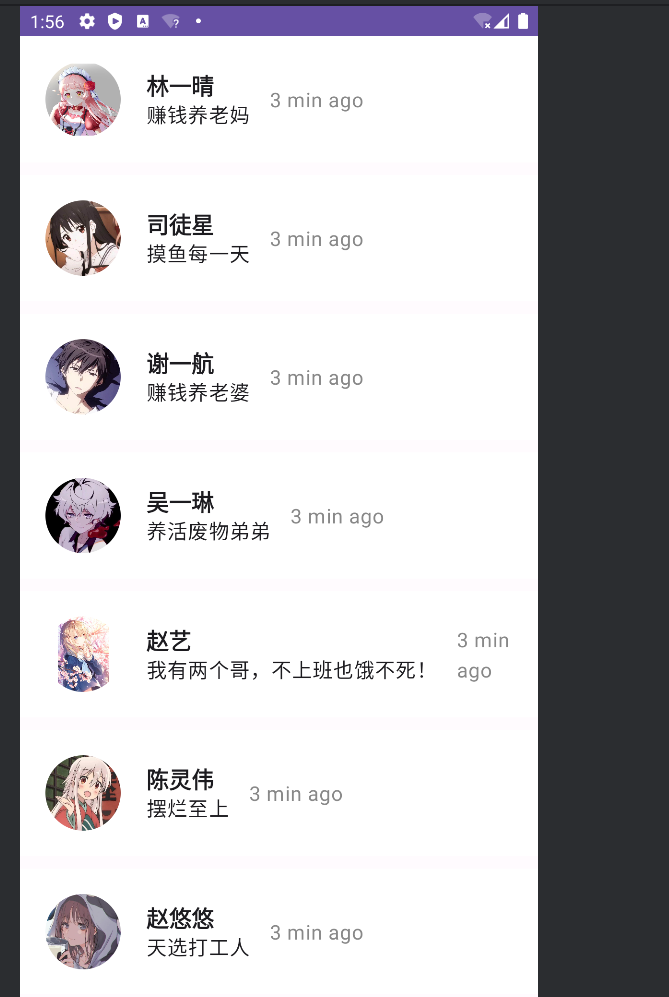 1:56
林一晴
赚钱养老妈
3 min ago
司徒星
摸鱼每一天
3 min ago
谢一航
赚钱养老婆
3 min ago
吴一琳
养活废物弟弟
3 min ago
赵艺
我有两个哥，不上班也饿不死！
3 min
ago
陈灵伟
摆烂至上
3 min ago
赵悠悠
天选打工人
3 min ago